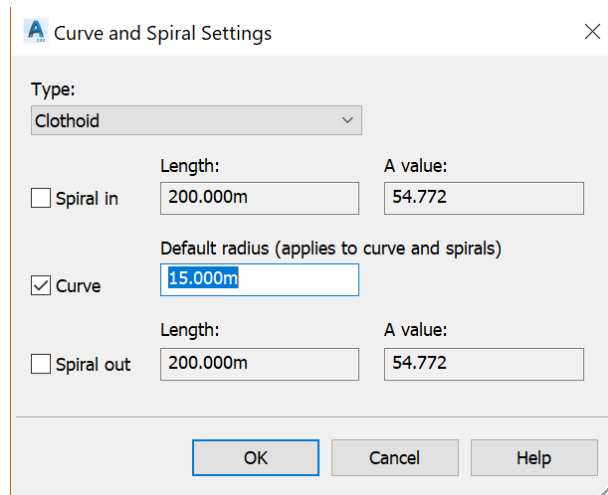 Curve and Spiral Settings
Type:
Clothoid
Length:
A value:
Spiral in
200.000m
54.772
Default radius (applies to curve and spirals)
Curve
15.000m
Length:
A value:
Spiral out
200.000m
54.772
OK
Cancel
Help